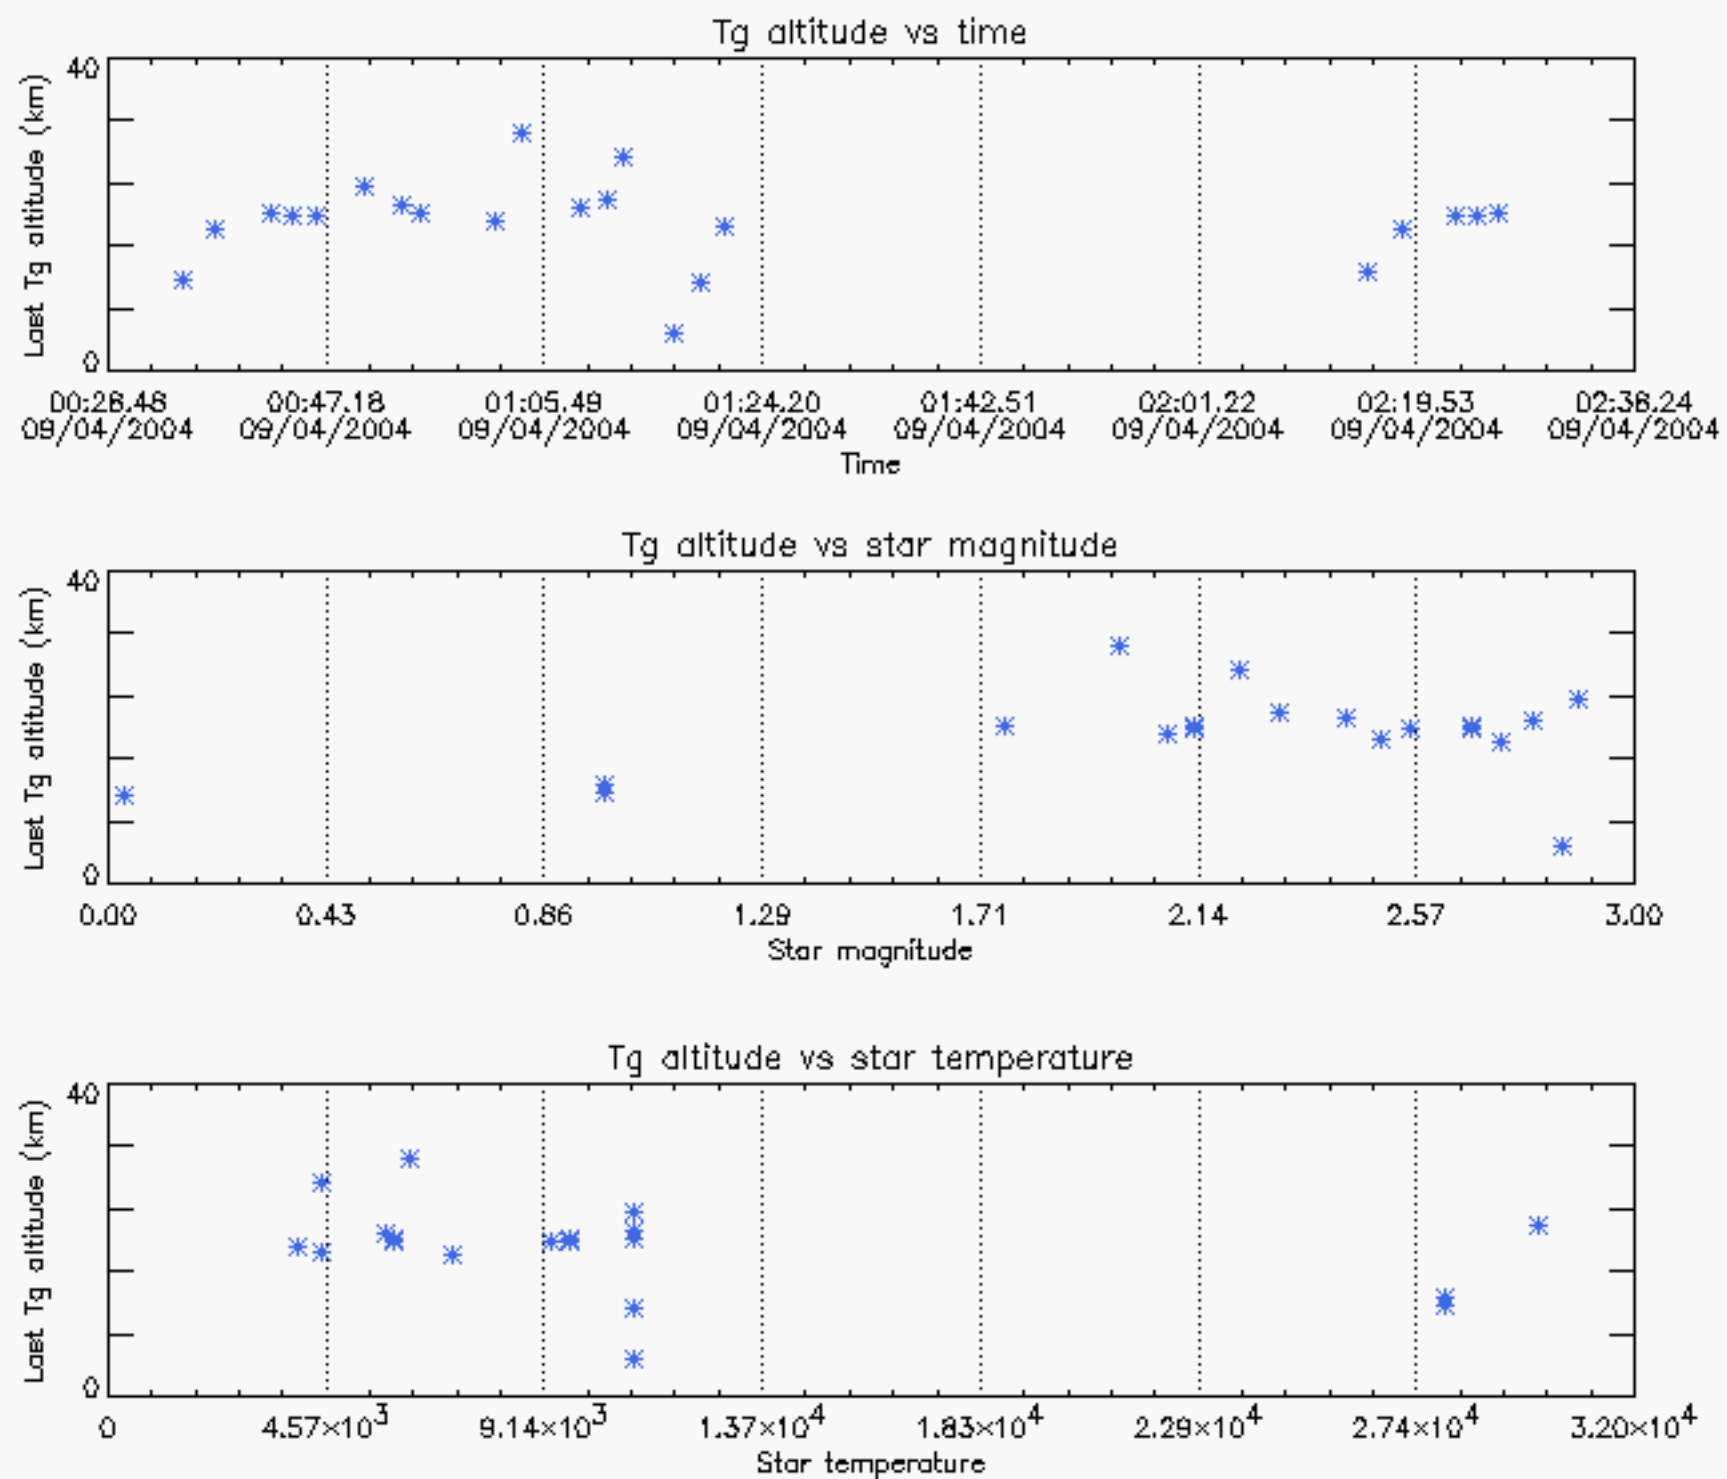 Tg altitude vs time
40
Last Tg altitude (km)
0
00:26.48 00:47.18 01:05.49 01:24.20 01:42.51 02:01.22 02:19.53 02:36.24
09/04/2004 09/04/2004 09/04/2004 09/04/2004 09/04/2004 09/04/2004 09/04/2004 09/04/2004
Time
Tg altitude vs star magnitude
40
Last Tg altitude (km)
0
0.00 0.43 0.86 1.29 1.71 2.14 2.57 3.00
Star magnitude
Tg altitude vs star temperature
40
Last Tg altitude (km)
0
0 4.57×10³ 9.14×10³ 1.37×10⁴ 1.83×10⁴ 2.29×10⁴ 2.74×10⁴ 3.20×10⁴
Star temperature